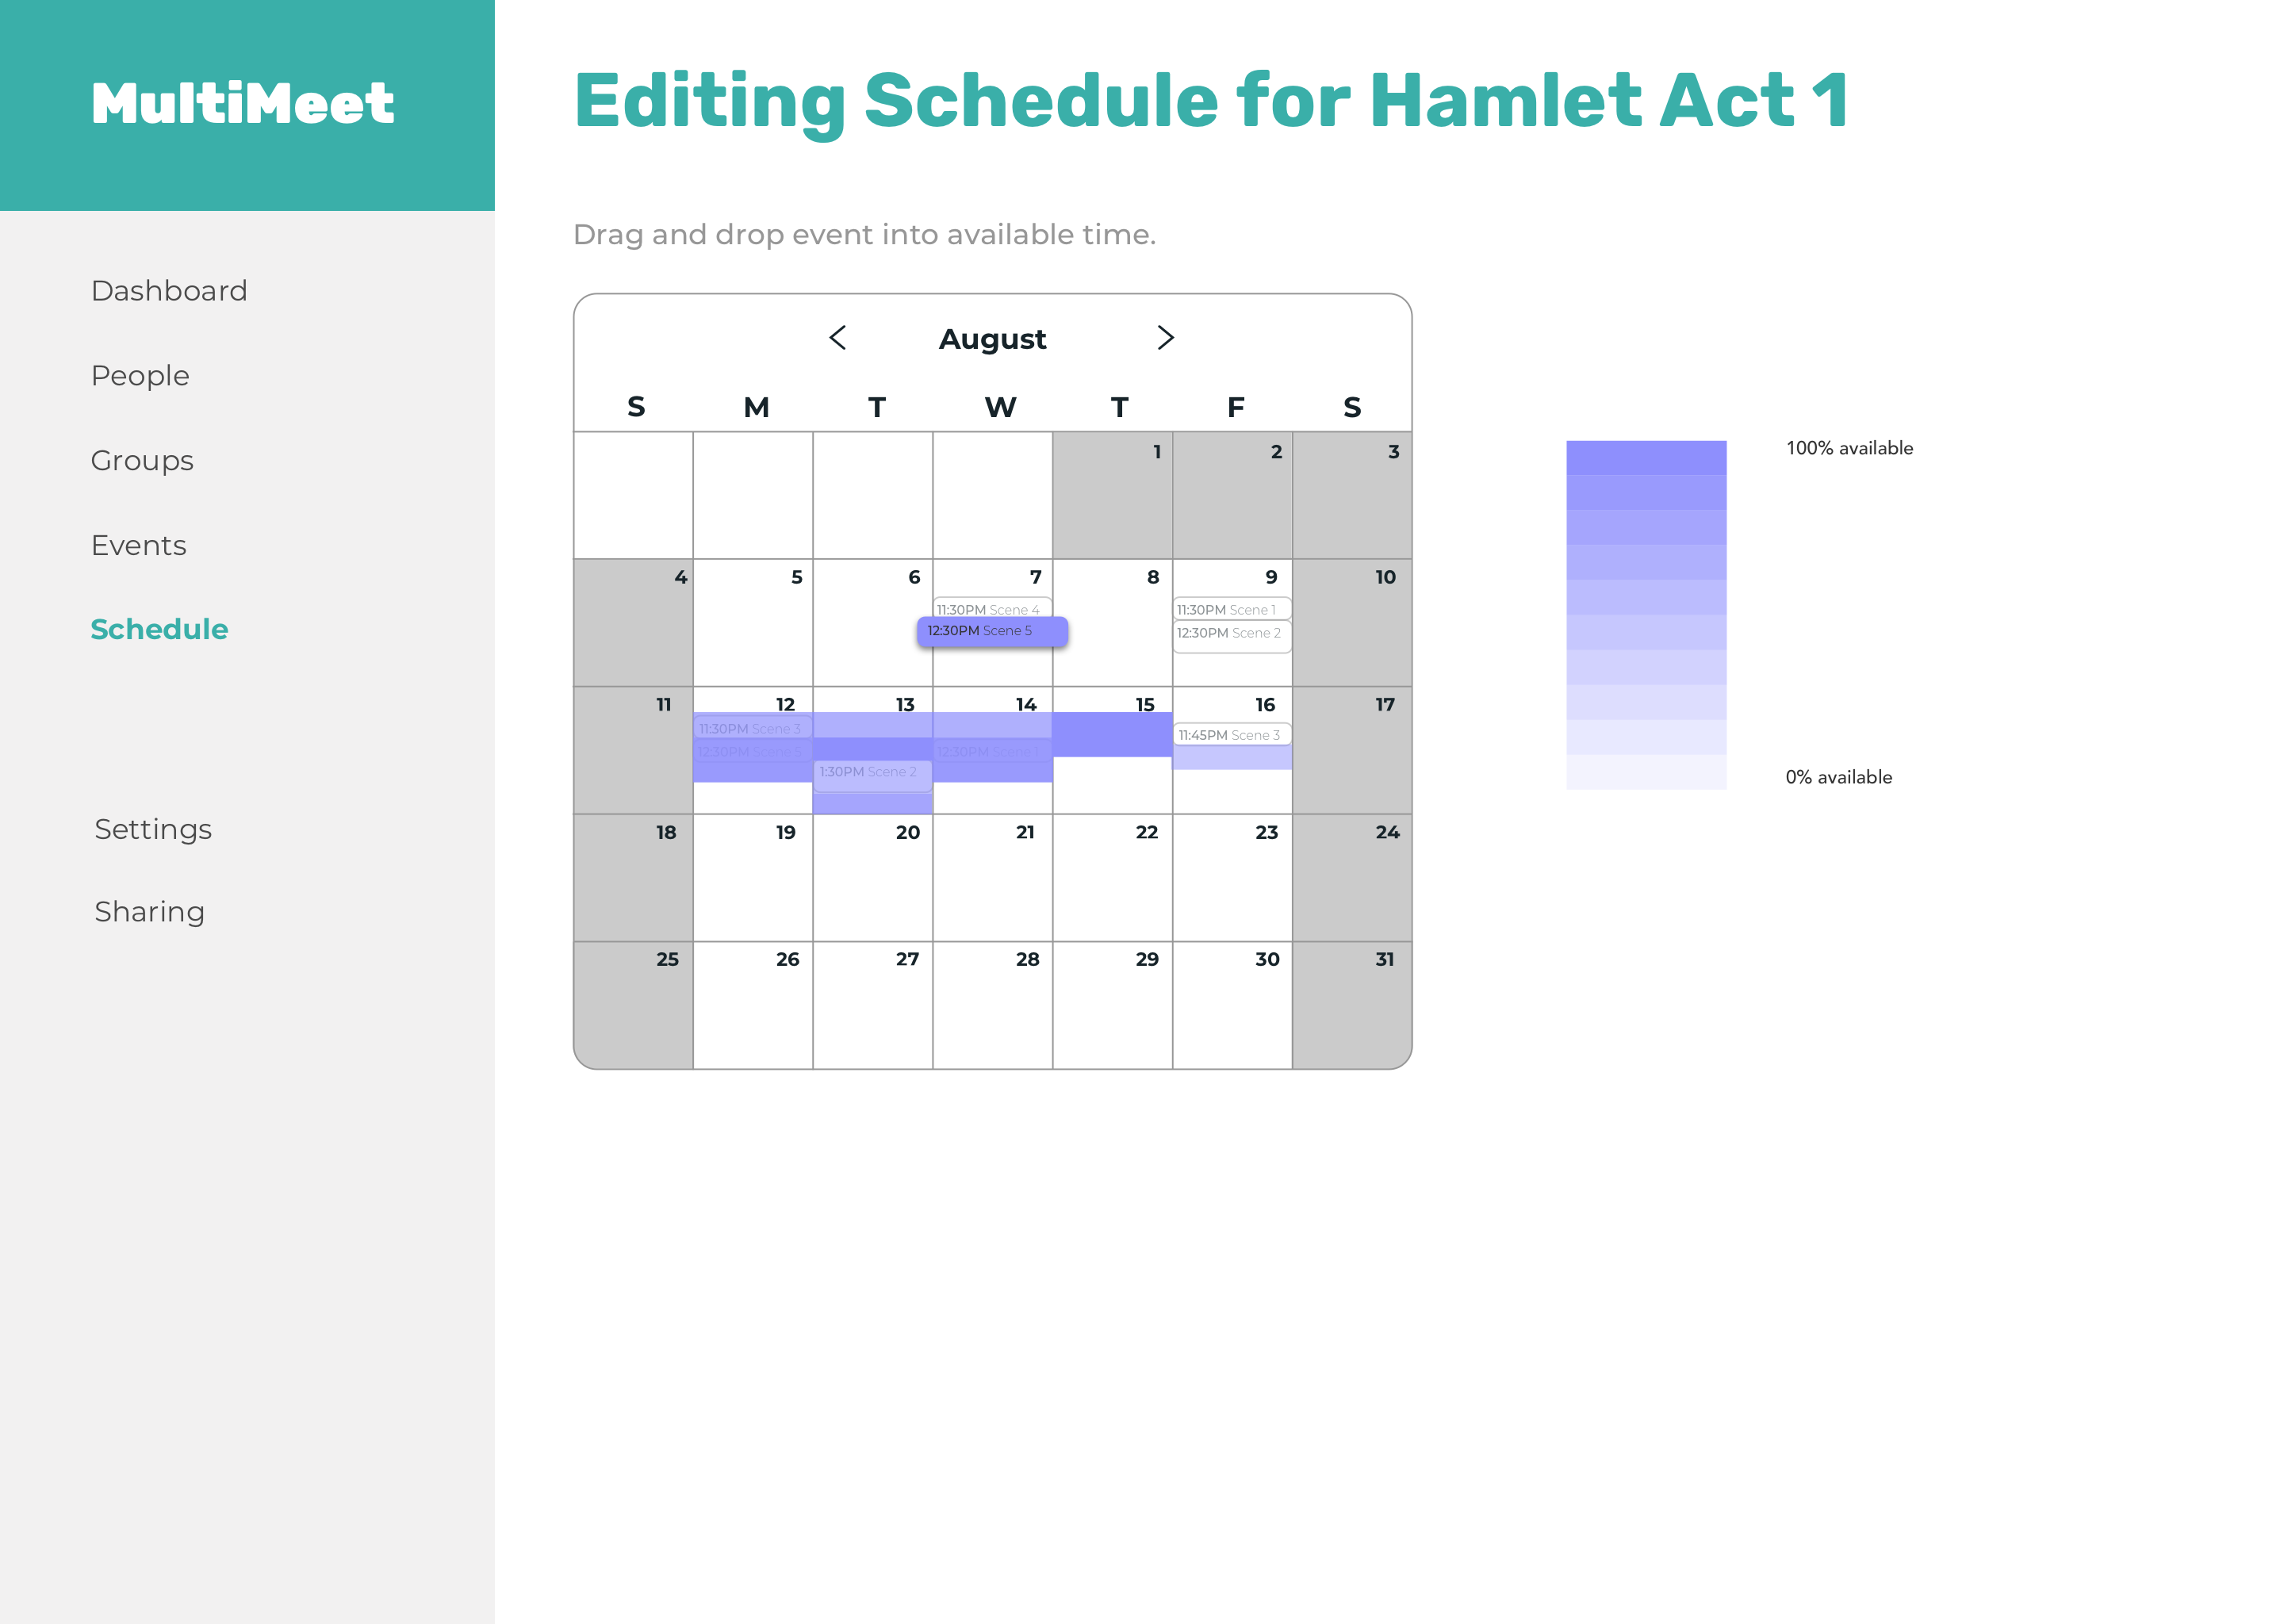 MultiMeet
Editing Schedule for Hamlet Act 1
Drag and drop event into available time.
Dashboard
People
Groups
Events
Schedule
Settings
Sharing
< August >
S M T W T F S
1 2 3
4 5 6 7 8 9 10
11:30PM Scene 4
12:30PM Scene 5
11:30PM Scene 1
12:30PM Scene 2
11 12 13 14 15 16 17
11:30PM Scene 3
12:30PM Scene 5
1:30PM Scene 2
12:30PM Scene 1
11:45PM Scene 3
18 19 20 21 22 23 24
25 26 27 28 29 30 31
100% available
0% available